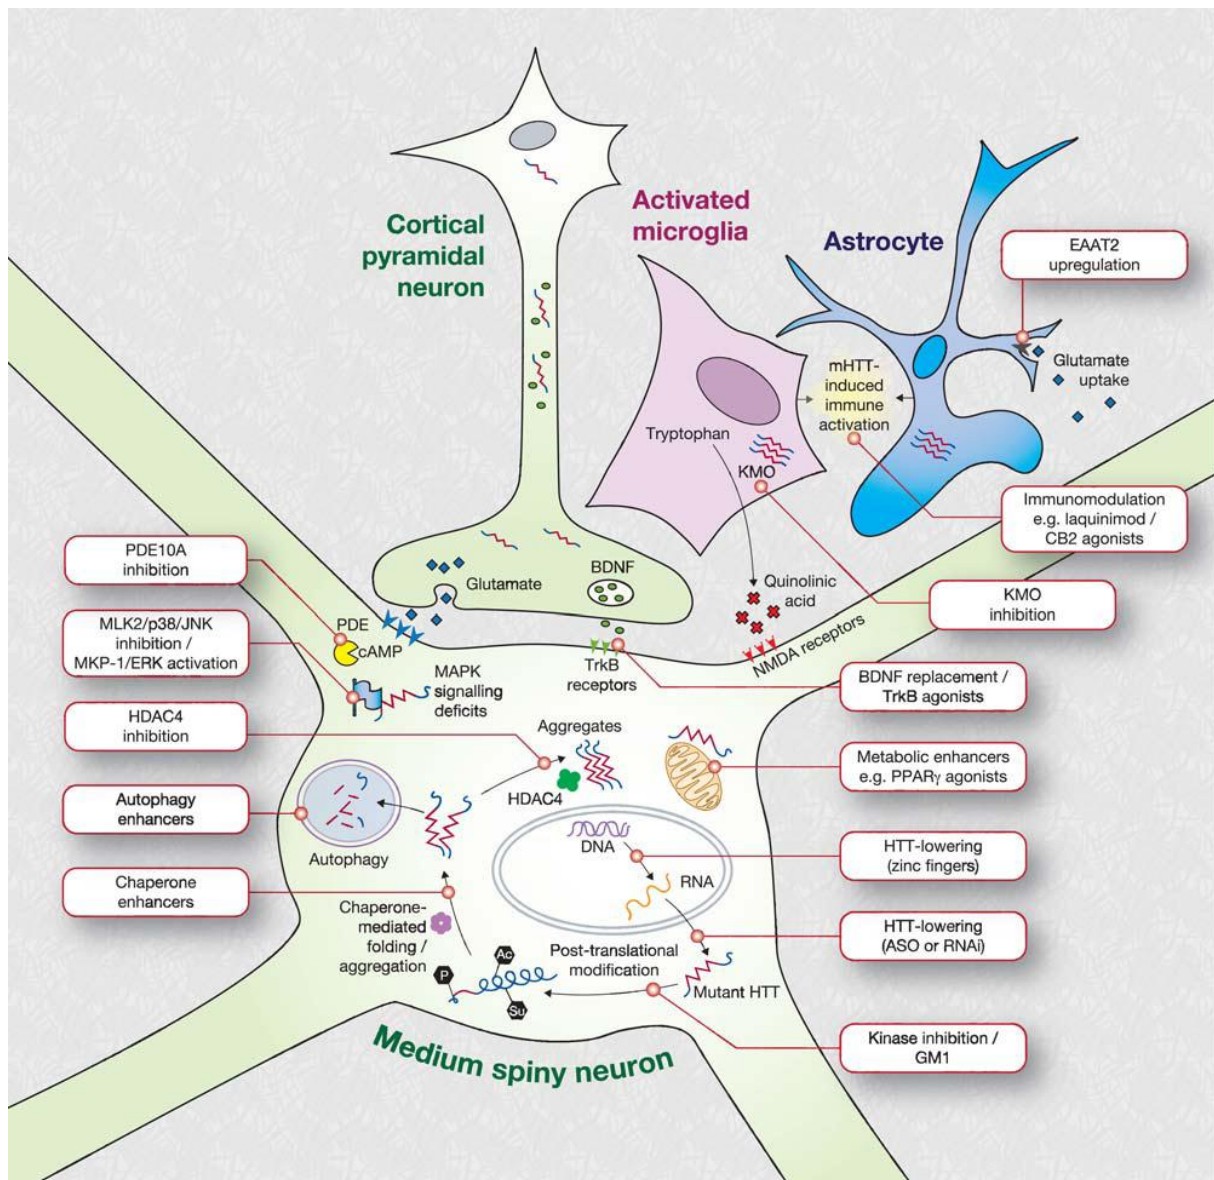 Cortical
pyramidal
neuron
Activated
microglia
Astrocyte
EAAT2
upregulation
Glutamate
uptake
mHTT-
induced
immune
activation
Tryptophan
KMO
Immunomodulation
e.g. laquinimod /
CB2 agonists
KMO
inhibition
Quinolinic
acid
NMDA receptors
Glutamate
BDNF
TrkB
receptors
PDE10A
inhibition
PDE
cAMP
MLK2/p38/JNK
inhibition /
MKP-1/ERK activation
MAPK
signalling
deficits
BDNF replacement /
TrkB agonists
HDAC4
inhibition
Aggregates
HDAC4
Metabolic enhancers
e.g. PPARγ agonists
Autophagy
enhancers
Autophagy
DNA
RNA
HTT-lowering
(zinc fingers)
Chaperone
enhancers
Chaperone-
mediated
folding /
aggregation
HTT-lowering
(ASO or RNAi)
Post-translational
modification
Ac
P
Su
Mutant HTT
Kinase inhibition /
GM1
Medium spiny neuron